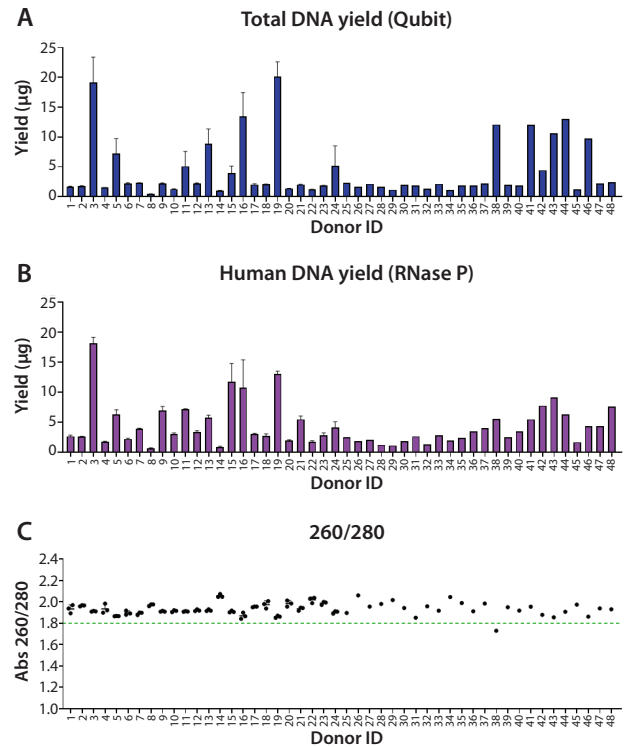 A
Total DNA yield (Qubit)
Yield (µg)
25
20
15
10
5
0
1 2 3 4 5 6 7 8 9 10 11 12 13 14 15 16 17 18 19 20 21 22 23 24 25 26 27 28 29 30 31 32 33 34 35 36 37 38 39 40 41 42 43 44 45 46 47 48
Donor ID
B
Human DNA yield (RNase P)
Yield (µg)
25
20
15
10
5
0
1 2 3 4 5 6 7 8 9 10 11 12 13 14 15 16 17 18 19 20 21 22 23 24 25 26 27 28 29 30 31 32 33 34 35 36 37 38 39 40 41 42 43 44 45 46 47 48
Donor ID
C
260/280
Abs 260/280
2.4
2.2
2.0
1.8
1.6
1.4
1.2
1.0
1 2 3 4 5 6 7 8 9 10 11 12 13 14 15 16 17 18 19 20 21 22 23 24 25 26 27 28 29 30 31 32 33 34 35 36 37 38 39 40 41 42 43 44 45 46 47 48
Donor ID